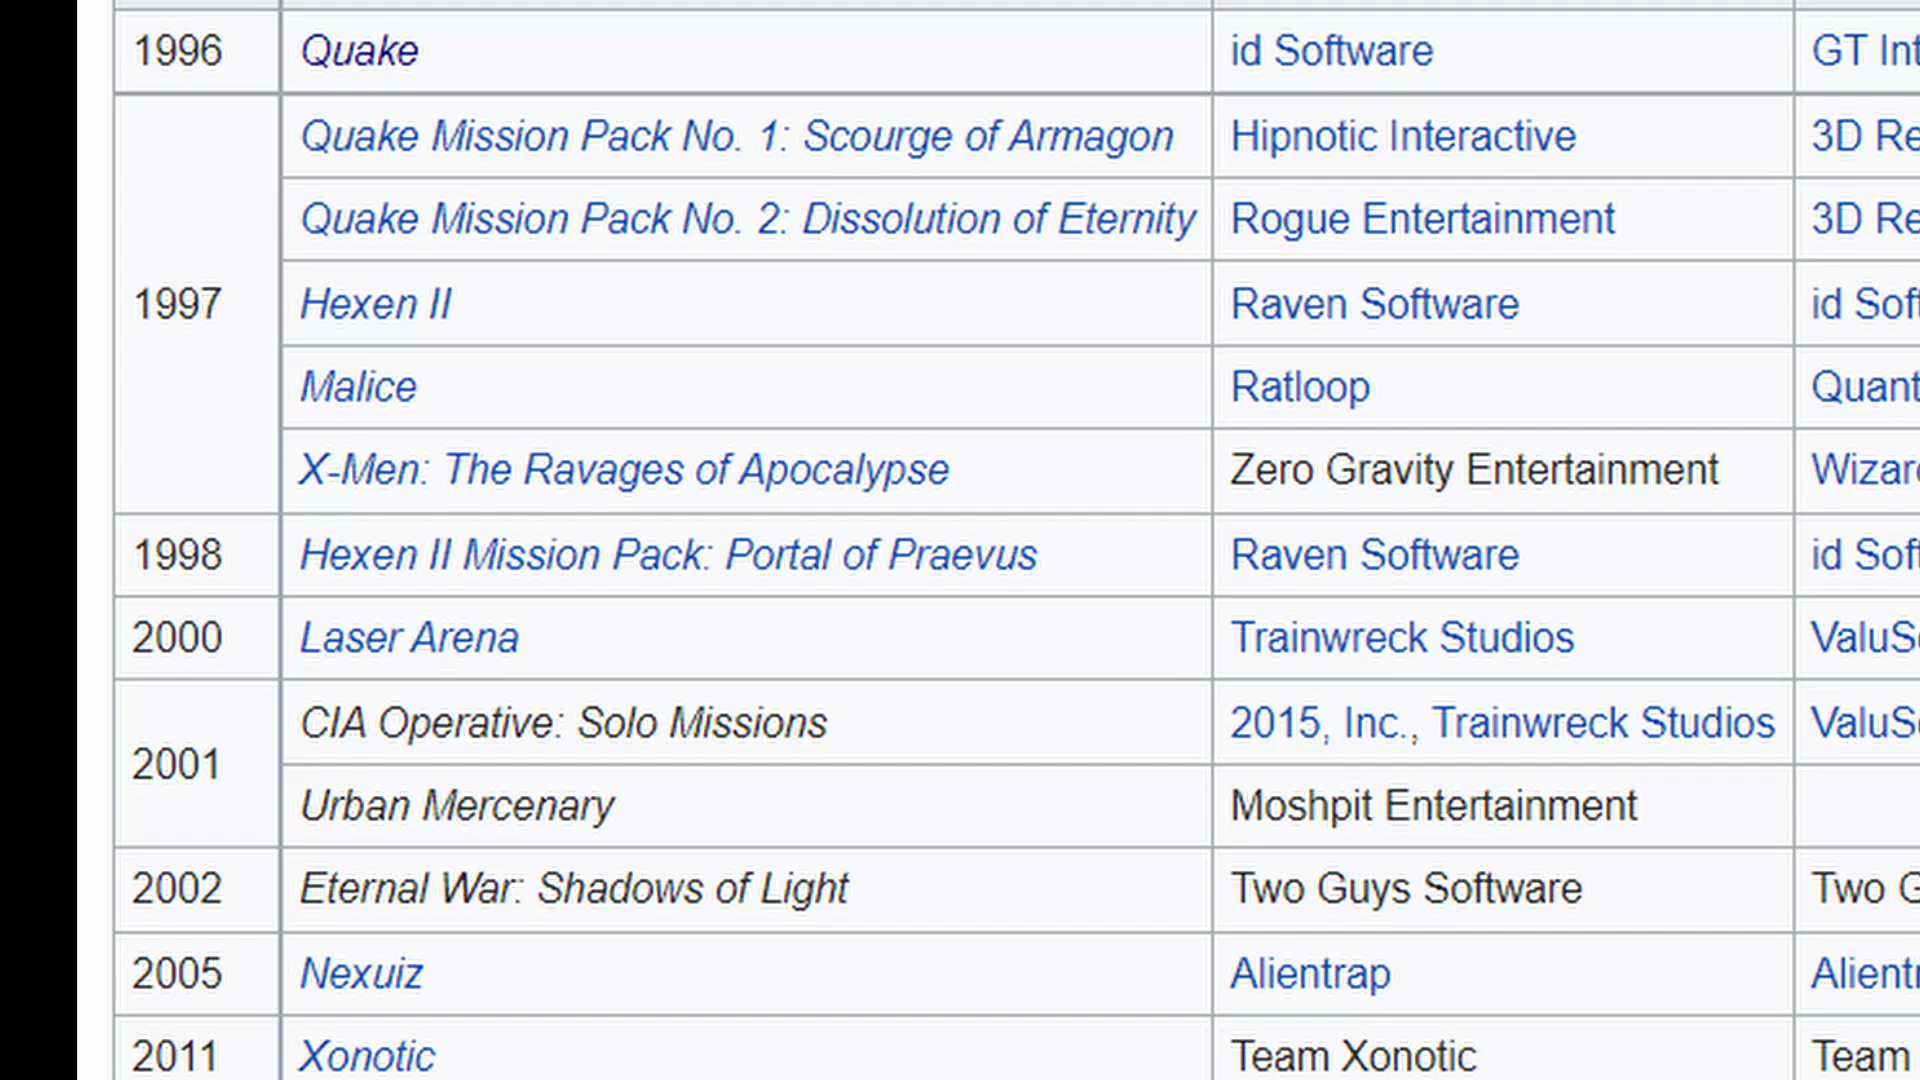 1996 Quake id Software GT Int
1997 Quake Mission Pack No. 1: Scourge of Armagon Hipnotic Interactive 3D Re
Quake Mission Pack No. 2: Dissolution of Eternity Rogue Entertainment 3D Re
Hexen II Raven Software id Soft
Malice Ratloop Quant
X-Men: The Ravages of Apocalypse Zero Gravity Entertainment Wizar
1998 Hexen II Mission Pack: Portal of Praevus Raven Software id Soft
2000 Laser Arena Trainwreck Studios ValuS
2001 CIA Operative: Solo Missions 2015, Inc., Trainwreck Studios ValuS
Urban Mercenary Moshpit Entertainment
2002 Eternal War: Shadows of Light Two Guys Software Two G
2005 Nexuiz Alientrap Alient
2011 Xonotic Team Xonotic Team